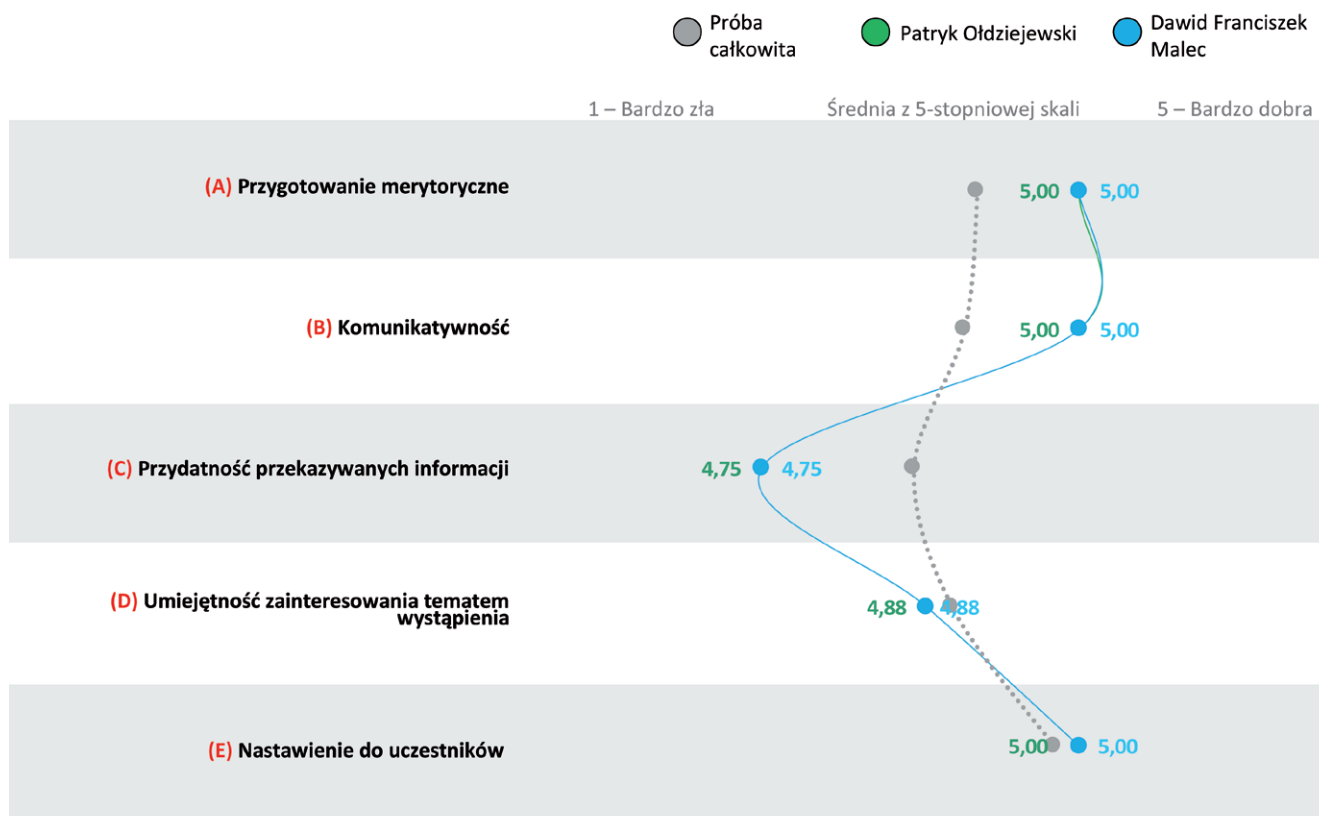 Próba
całkowita
Patryk Ołdziejewski
Dawid Franciszek
Malec
1 – Bardzo zła
Średnia z 5-stopniowej skali
5 – Bardzo dobra
(A) Przygotowanie merytoryczne
5,00
5,00
(B) Komunikatywność
5,00
5,00
(C) Przydatność przekazywanych informacji
4,75
4,75
(D) Umiejętność zainteresowania tematem
wystąpienia
4,88
4,88
(E) Nastawienie do uczestników
5,00
5,00